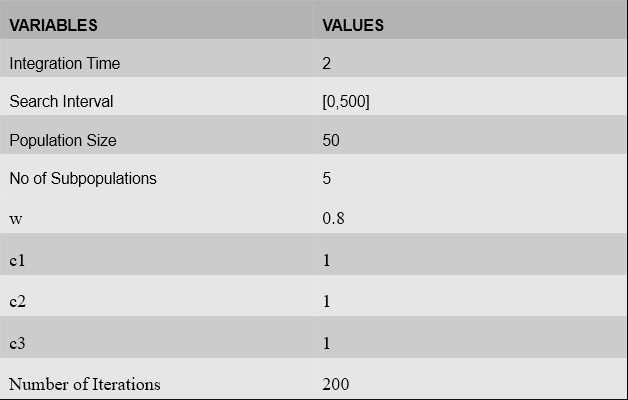 VARIABLES VALUES
Integration Time 2
Search Interval [0,500]
Population Size 50
No of Subpopulations 5
w 0.8
c1 1
c2 1
c3 1
Number of Iterations 200